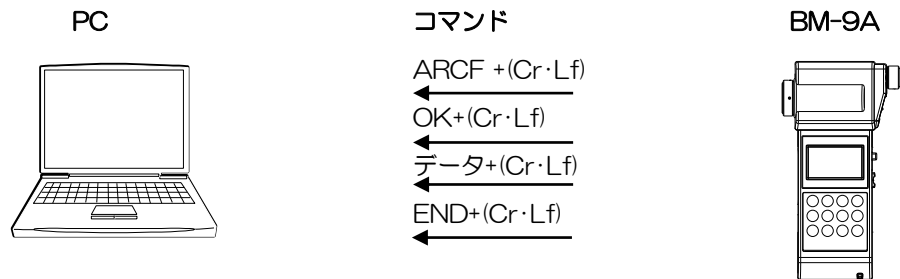 PC
コマンド
BM-9A
ARCF +(Cr･Lf)
OK+(Cr･Lf)
データ+(Cr･Lf)
END+(Cr･Lf)